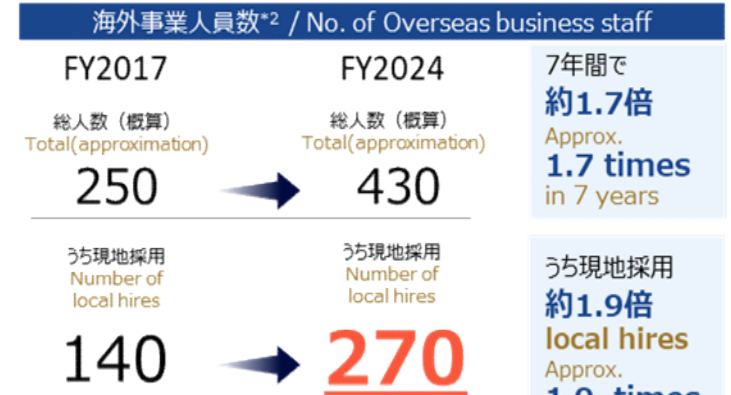 海外事業人員数*2 / No. of Overseas business staff
FY2017
FY2024
総人数（概算）
Total(approximation)
総人数（概算）
Total(approximation)
250
430
7年間で
約1.7倍
Approx.
1.7 times
in 7 years
うち現地採用
Number of
local hires
うち現地採用
Number of
local hires
140
270
うち現地採用
約1.9倍
local hires
Approx.
1.9 times